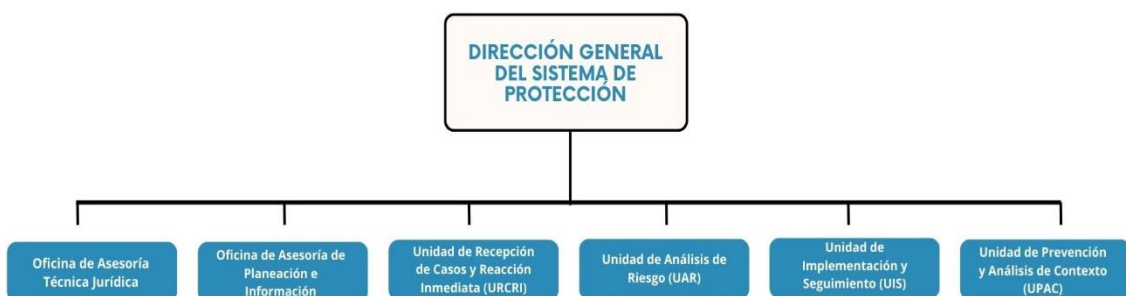 DIRECCIÓN GENERAL
DEL SISTEMA DE
PROTECCIÓN
Oficina de Asesoría
Técnica Jurídica
Oficina de Asesoría de
Planeación e
Información
Unidad de Recepción
de Casos y Reacción
Inmediata (URCRI)
Unidad de Análisis de
Riesgo (UAR)
Unidad de
Implementación y
Seguimiento (UIS)
Unidad de Prevención
y Análisis de Contexto
(UPAC)